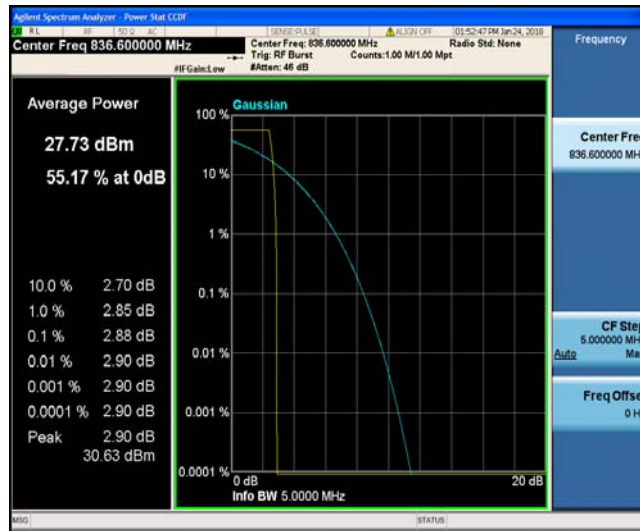 Agilent Spectrum Analyzer - Power Stat CCDF
RL RF 50 Ω AC SENSE:PULSE ALIGN OFF 01:52:47 PM Jan 24, 2018
Center Freq 836.600000 MHz
Center Freq: 836.600000 MHz Radio Std: None
Trig: RF Burst Counts:1.00 M/1.00 Mpt
#IFGain:Low #Atten: 46 dB
Frequency
Average Power
27.73 dBm
55.17 % at 0dB
10.0 % 2.70 dB
1.0 % 2.85 dB
0.1 % 2.88 dB
0.01 % 2.90 dB
0.001 % 2.90 dB
0.0001 % 2.90 dB
Peak 2.90 dB
30.63 dBm
Gaussian
100 %
10 %
1 %
0.1 %
0.01 %
0.001 %
0.0001 %
0 dB 20 dB
Info BW 5.0000 MHz
Center Fre
836.600000 MH
CF Step
5.000000 MH
Auto Ma
Freq Offse
0 H
MSG STATUS